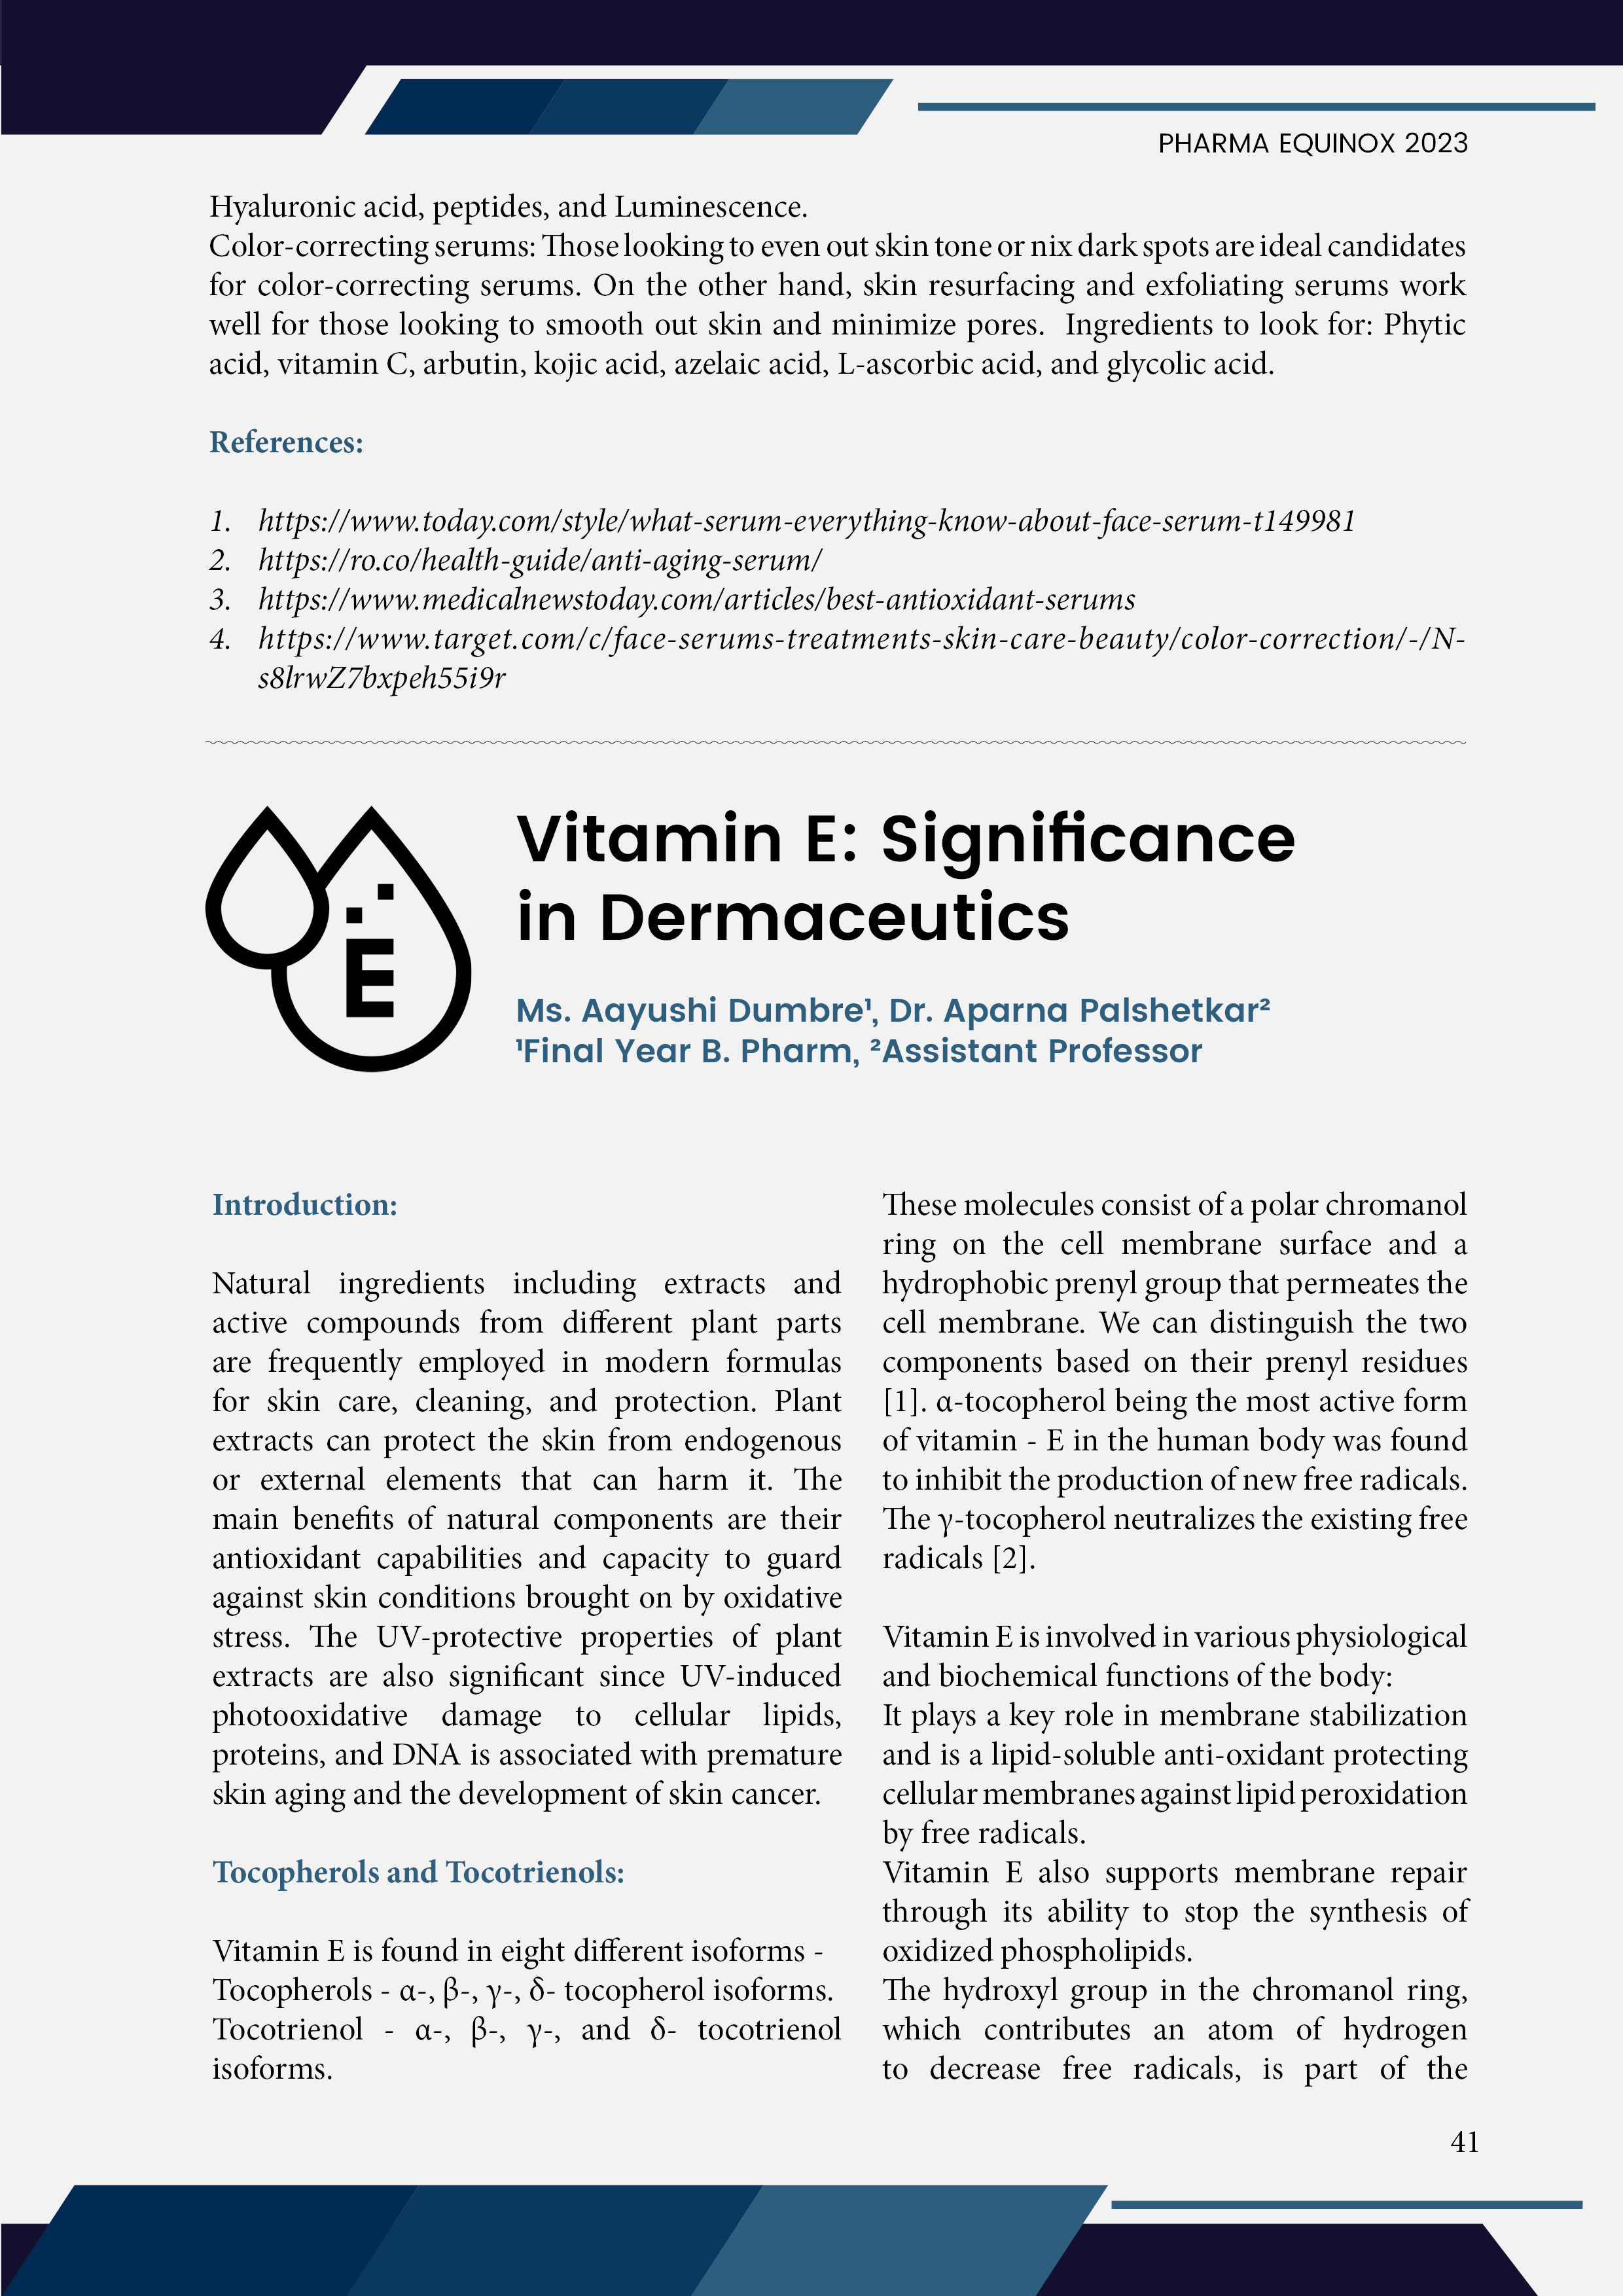 PHARMA EQUINOX 2023
Hyaluronic acid, peptides, and Luminescence.
Color-correcting serums: Those looking to even out skin tone or nix dark spots are ideal candidates
for color-correcting serums. On the other hand, skin resurfacing and exfoliating serums work
well for those looking to smooth out skin and minimize pores. Ingredients to look for: Phytic
acid, vitamin C, arbutin, kojic acid, azelaic acid, L-ascorbic acid, and glycolic acid.
References:
1. https://www.today.com/style/what-serum-everything-know-about-face-serum-t149981
2. https://ro.co/health-guide/anti-aging-serum/
3. https://www.medicalnewstoday.com/articles/best-antioxidant-serums
4. https://www.target.com/c/face-serums-treatments-skin-care-beauty/color-correction/-/N-
s8lrwZ7bxpeh55i9r
E
Vitamin E: Significance
in Dermaceutics
Ms. Aayushi Dumbre¹, Dr. Aparna Palshetkar²
¹Final Year B. Pharm, ²Assistant Professor
Introduction:
Natural ingredients including extracts and
active compounds from different plant parts
are frequently employed in modern formulas
for skin care, cleaning, and protection. Plant
extracts can protect the skin from endogenous
or external elements that can harm it. The
main benefits of natural components are their
antioxidant capabilities and capacity to guard
against skin conditions brought on by oxidative
stress. The UV-protective properties of plant
extracts are also significant since UV-induced
photooxidative damage to cellular lipids,
proteins, and DNA is associated with premature
skin aging and the development of skin cancer.
Tocopherols and Tocotrienols:
Vitamin E is found in eight different isoforms -
Tocopherols - α-, β-, γ-, δ- tocopherol isoforms.
Tocotrienol - α-, β-, γ-, and δ- tocotrienol
isoforms.
These molecules consist of a polar chromanol
ring on the cell membrane surface and a
hydrophobic prenyl group that permeates the
cell membrane. We can distinguish the two
components based on their prenyl residues
[1]. α-tocopherol being the most active form
of vitamin - E in the human body was found
to inhibit the production of new free radicals.
The γ-tocopherol neutralizes the existing free
radicals [2].
Vitamin E is involved in various physiological
and biochemical functions of the body:
It plays a key role in membrane stabilization
and is a lipid-soluble anti-oxidant protecting
cellular membranes against lipid peroxidation
by free radicals.
Vitamin E also supports membrane repair
through its ability to stop the synthesis of
oxidized phospholipids.
The hydroxyl group in the chromanol ring,
which contributes an atom of hydrogen
to decrease free radicals, is part of the
41